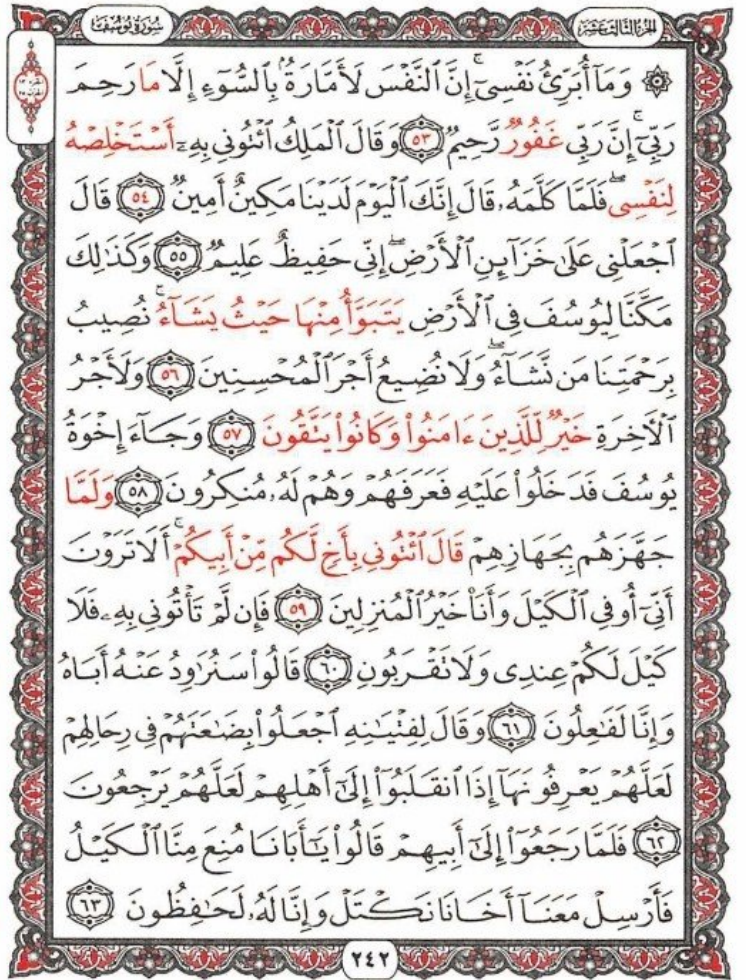 سُورَةُ يُوسُفَ
الجزء الثالث عشر
۞ وَمَآ أُبَرِّئُ نَفْسِىٓ ۚ إِنَّ ٱلنَّفْسَ لَأَمَّارَةٌۢ بِٱلسُّوٓءِ إِلَّا مَا رَحِمَ
رَبِّىٓ ۚ إِنَّ رَبِّى غَفُورٌ رَّحِيمٌ ٥٣ وَقَالَ ٱلْمَلِكُ ٱئْتُونِى بِهِۦٓ أَسْتَخْلِصْهُ
لِنَفْسِى ۖ فَلَمَّا كَلَّمَهُۥ قَالَ إِنَّكَ ٱلْيَوْمَ لَدَيْنَا مَكِينٌ أَمِينٌ ٥٤ قَالَ
ٱجْعَلْنِى عَلَىٰ خَزَآئِنِ ٱلْأَرْضِ ۖ إِنِّى حَفِيظٌ عَلِيمٌ ٥٥ وَكَذَٰلِكَ
مَكَّنَّا لِيُوسُفَ فِى ٱلْأَرْضِ يَتَبَوَّأُ مِنْهَا حَيْثُ يَشَآءُ ۚ نُصِيبُ
بِرَحْمَتِنَا مَن نَّشَآءُ ۖ وَلَا نُضِيعُ أَجْرَ ٱلْمُحْسِنِينَ ٥٦ وَلَأَجْرُ
ٱلْأَخِرَةِ خَيْرٌ لِّلَّذِينَ ءَامَنُوا۟ وَكَانُوا۟ يَتَّقُونَ ٥٧ وَجَآءَ إِخْوَةُ
يُوسُفَ فَدَخَلُوا۟ عَلَيْهِ فَعَرَفَهُمْ وَهُمْ لَهُۥ مُنكِرُونَ ٥٨ وَلَمَّا
جَهَّزَهُم بِجَهَازِهِمْ قَالَ ٱئْتُونِى بِأَخٍ لَّكُم مِّنْ أَبِيكُمْ ۚ أَلَا تَرَوْنَ
أَنِّىٓ أُوفِى ٱلْكَيْلَ وَأَنَا۠ خَيْرُ ٱلْمُنزِلِينَ ٥٩ فَإِن لَّمْ تَأْتُونِى بِهِۦ فَلَا
كَيْلَ لَكُمْ عِندِى وَلَا تَقْرَبُونِ ٦٠ قَالُوا۟ سَنُرَٰوِدُ عَنْهُ أَبَاهُ
وَإِنَّا لَفَٰعِلُونَ ٦١ وَقَالَ لِفِتْيَٰنِهِ ٱجْعَلُوا۟ بِضَٰعَتَهُمْ فِى رِحَالِهِمْ
لَعَلَّهُمْ يَعْرِفُونَهَآ إِذَا ٱنقَلَبُوٓا۟ إِلَىٰٓ أَهْلِهِمْ لَعَلَّهُمْ يَرْجِعُونَ
٦٢ فَلَمَّا رَجَعُوٓا۟ إِلَىٰٓ أَبِيهِمْ قَالُوا۟ يَٰٓأَبَانَا مُنِعَ مِنَّا ٱلْكَيْلُ
فَأَرْسِلْ مَعَنَآ أَخَانَا نَكْتَلْ وَإِنَّا لَهُۥ لَحَٰفِظُونَ ٦٣
٢٤٢